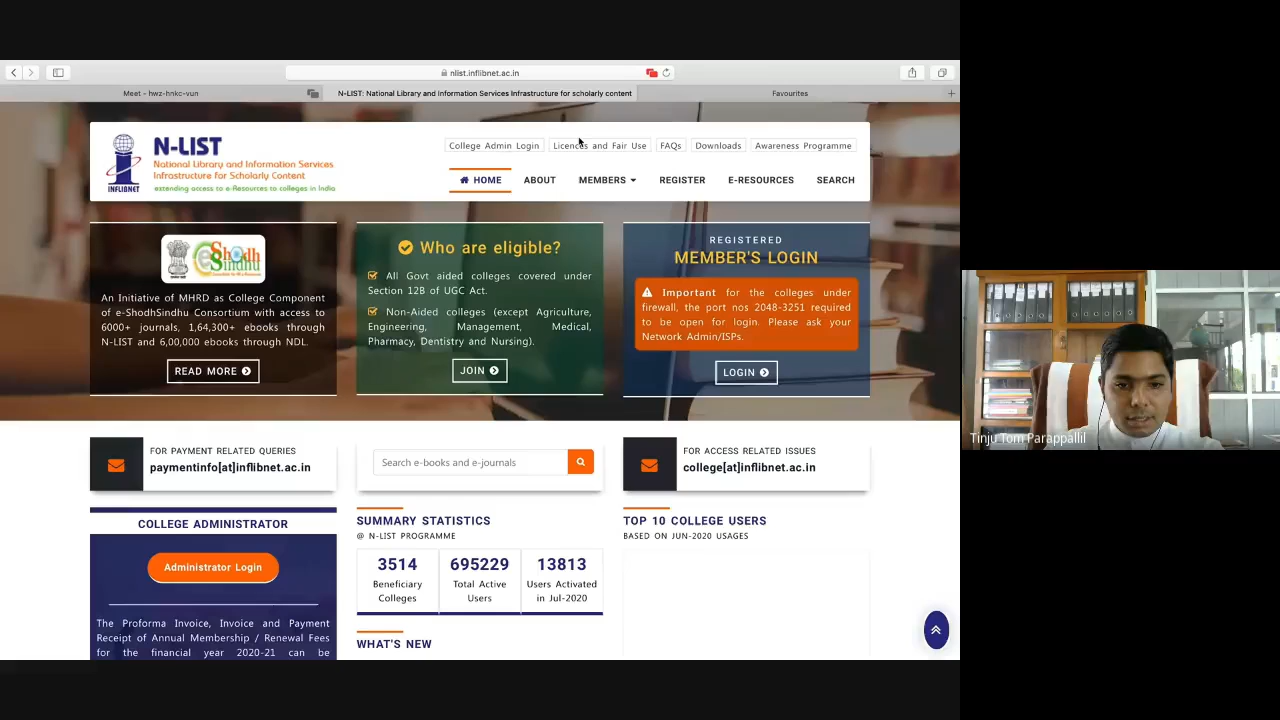 nlist.inflibnet.ac.in
Meet – hwz-hnkc-vun
N-LIST: National Library and Information Services Infrastructure for scholarly content
Favourites
INFLIBNET
N-LIST
National Library and Information Services
Infrastructure for Scholarly Content
extending access to e-Resources to colleges in India
College Admin Login
Licences and Fair Use
FAQs
Downloads
Awareness Programme
HOME
ABOUT
MEMBERS
REGISTER
E-RESOURCES
SEARCH
e Shodh
Sindhu
An Initiative of MHRD as College Component
of e-ShodhSindhu Consortium with access to
6000+ journals, 1,64,300+ ebooks through
N-LIST and 6,00,000 ebooks through NDL.
READ MORE
Who are eligible?
All Govt aided colleges covered under
Section 12B of UGC Act.
Non-Aided colleges (except Agriculture,
Engineering, Management, Medical,
Pharmacy, Dentistry and Nursing).
JOIN
REGISTERED
MEMBER'S LOGIN
Important for the colleges under
firewall, the port nos 2048-3251 required
to be open for login. Please ask your
Network Admin/ISPs.
LOGIN
FOR PAYMENT RELATED QUERIES
paymentinfo[at]inflibnet.ac.in
Search e-books and e-journals
FOR ACCESS RELATED ISSUES
college[at]inflibnet.ac.in
COLLEGE ADMINISTRATOR
Administrator Login
The Proforma Invoice, Invoice and Payment
Receipt of Annual Membership / Renewal Fees
for the financial year 2020-21 can be
SUMMARY STATISTICS
@ N-LIST PROGRAMME
3514
Beneficiary
Colleges
695229
Total Active
Users
13813
Users Activated
in Jul-2020
WHAT'S NEW
TOP 10 COLLEGE USERS
BASED ON JUN-2020 USAGES
Tinju Tom Parappallil